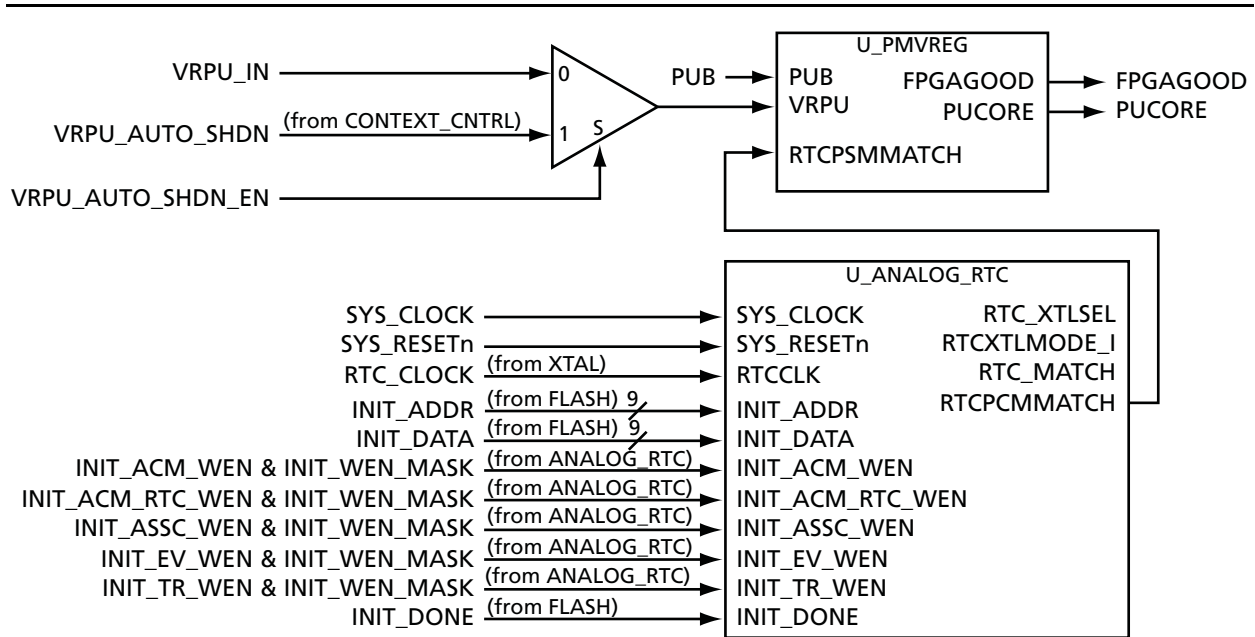 U_PMVREG
VRPU_IN
0
PUB
PUB
FPGAGOOD
FPGAGOOD
VRPU
PUCORE
PUCORE
VRPU_AUTO_SHDN
(from CONTEXT_CNTRL)
1
S
RTCPSMMATCH
VRPU_AUTO_SHDN_EN
U_ANALOG_RTC
SYS_CLOCK
SYS_CLOCK
RTC_XTLSEL
SYS_RESETn
SYS_RESETn
RTCXTLMODE_I
RTC_CLOCK
(from XTAL)
RTCCLK
RTC_MATCH
INIT_ADDR
(from FLASH) 9
INIT_ADDR
RTCPCMMATCH
INIT_DATA
(from FLASH) 9
INIT_DATA
INIT_ACM_WEN & INIT_WEN_MASK
(from ANALOG_RTC)
INIT_ACM_WEN
INIT_ACM_RTC_WEN & INIT_WEN_MASK
(from ANALOG_RTC)
INIT_ACM_RTC_WEN
INIT_ASSC_WEN & INIT_WEN_MASK
(from ANALOG_RTC)
INIT_ASSC_WEN
INIT_EV_WEN & INIT_WEN_MASK
(from ANALOG_RTC)
INIT_EV_WEN
INIT_TR_WEN & INIT_WEN_MASK
(from ANALOG_RTC)
INIT_TR_WEN
INIT_DONE
(from FLASH)
INIT_DONE